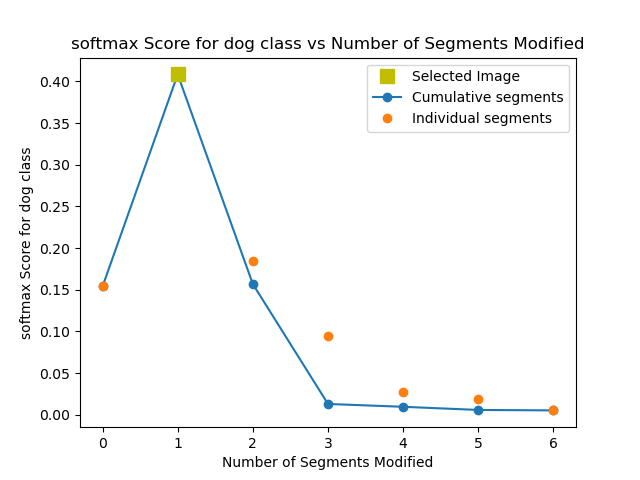 softmax Score for dog class vs Number of Segments Modified
Selected Image
Cumulative segments
Individual segments
softmax Score for dog class
0.40
0.35
0.30
0.25
0.20
0.15
0.10
0.05
0.00
0 1 2 3 4 5 6
Number of Segments Modified